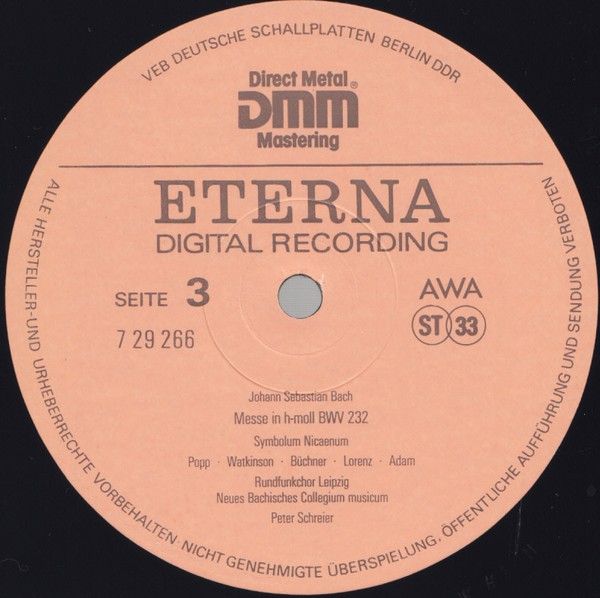 VEB DEUTSCHE SCHALLPLATTEN BERLIN DDR
Direct Metal
DMM®
Mastering
ETERNA
DIGITAL RECORDING
SEITE 3
AWA
7 29 266
ST 33
Johann Sebastian Bach
Messe in h-moll BWV 232
Symbolum Nicaenum
Popp · Watkinson · Büchner · Lorenz · Adam
Rundfunkchor Leipzig
Neues Bachisches Collegium musicum
Peter Schreier
ALLE HERSTELLER-UND URHEBERRECHTE VORBEHALTEN. NICHT GENEHMIGTE ÜBERSPIELUNG, ÖFFENTLICHE AUFFÜHRUNG UND SENDUNG VERBOTEN